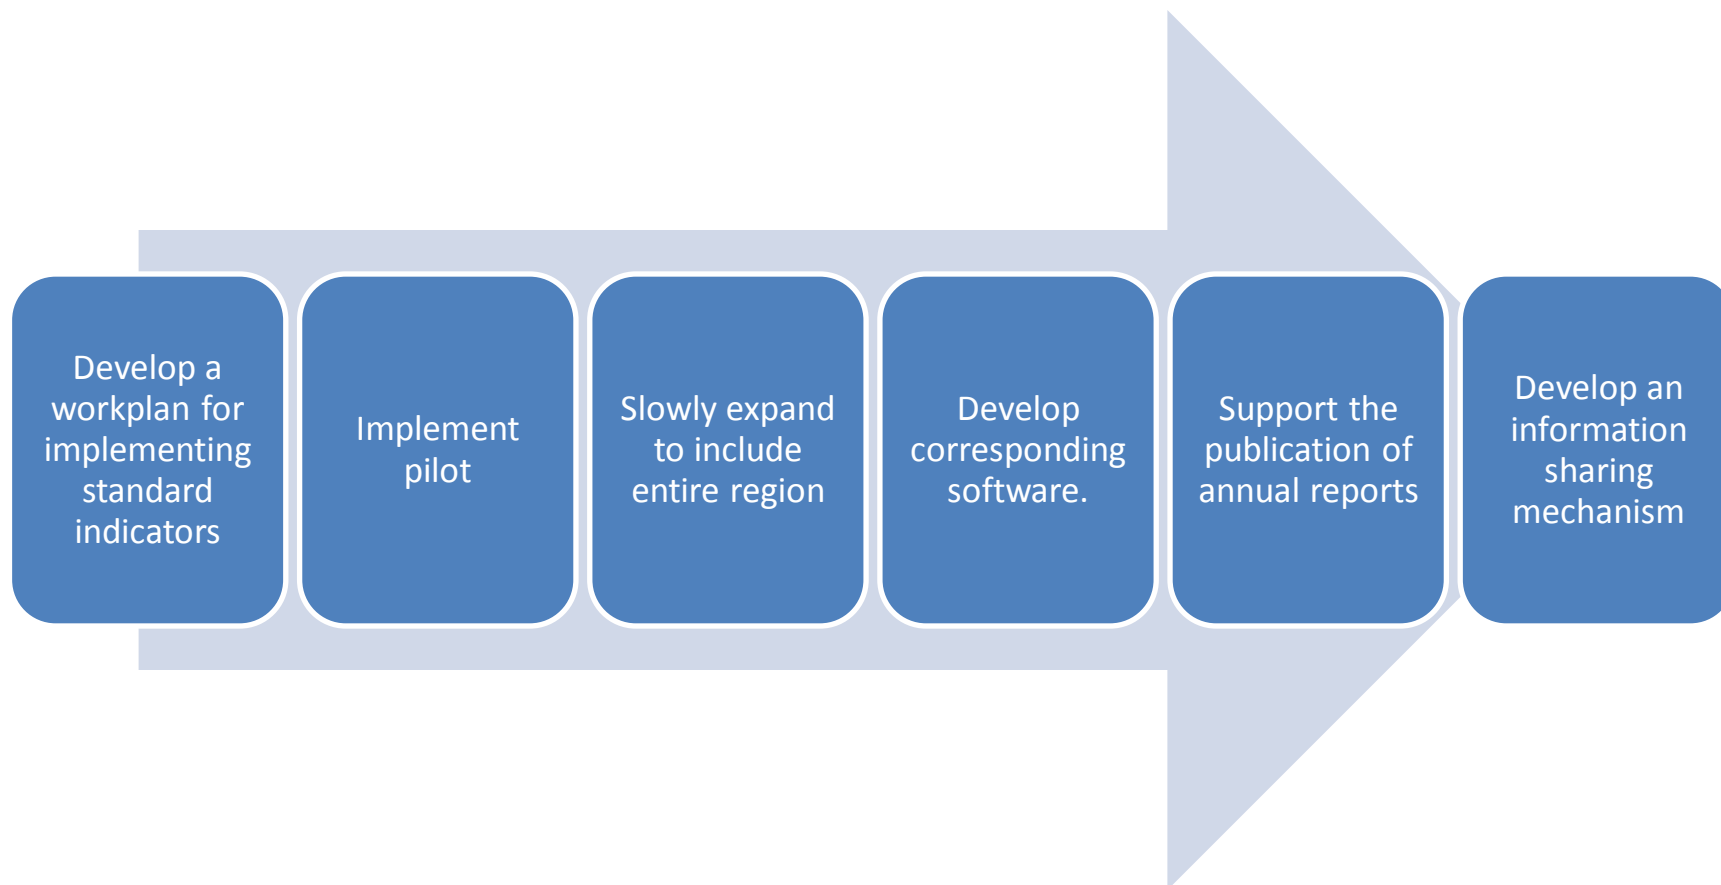 Develop a
workplan for
implementing
standard
indicators
Implement
pilot
Slowly expand
to include
entire region
Develop
corresponding
software.
Support the
publication of
annual reports
Develop an
information
sharing
mechanism